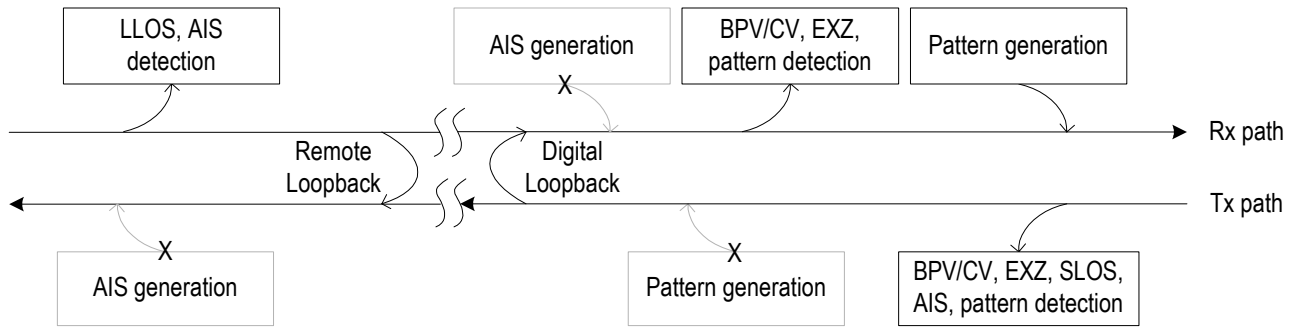 LLOS, AIS
detection
AIS generation
X
BPV/CV, EXZ,
pattern detection
Pattern generation
Rx path
Remote
Loopback
Digital
Loopback
Tx path
X
AIS generation
X
Pattern generation
BPV/CV, EXZ, SLOS,
AIS, pattern detection